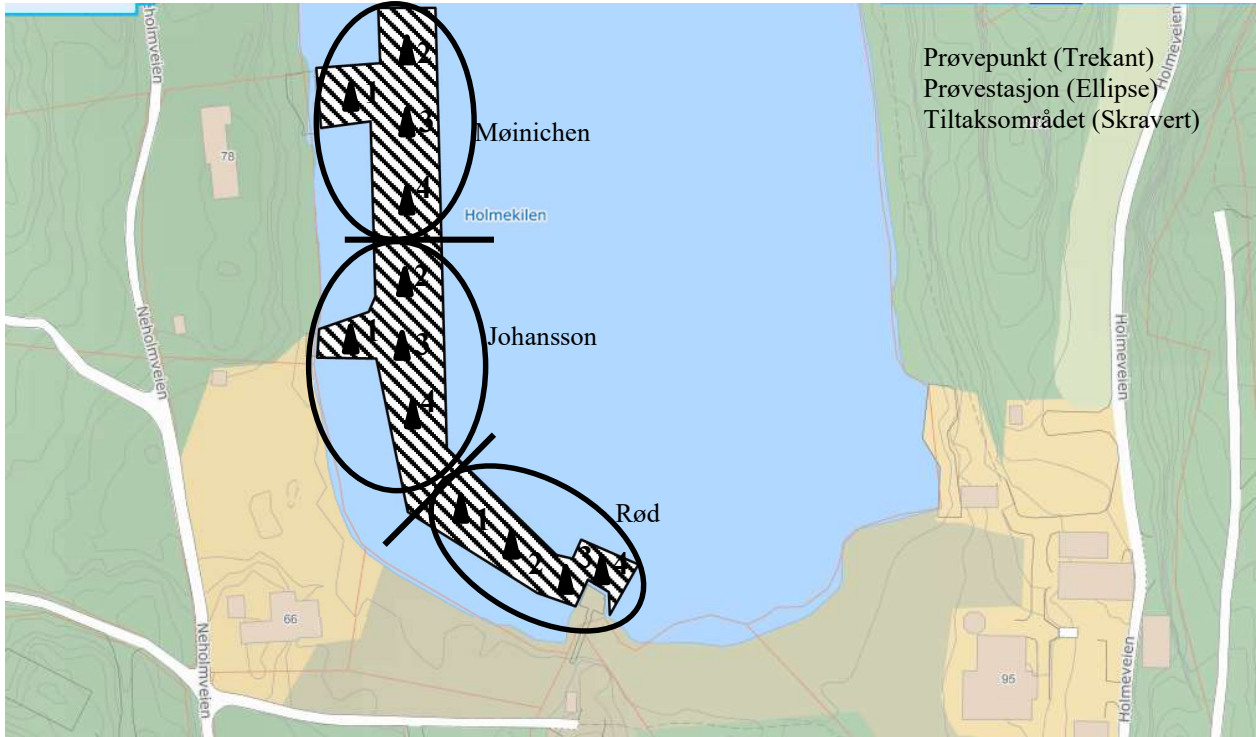 Neholmveien
Prøvepunkt (Trekant)
Prøvestasjon (Ellipse)
Tiltaksområdet (Skravert)
Holmeveien
2
1
3
Møinichen
78
4
Holmekilen
2
Neholmveien
1
3
Johansson
Holmeveien
4
Rød
1
2
3
4
66
Neholmveien
95
Holmeveien